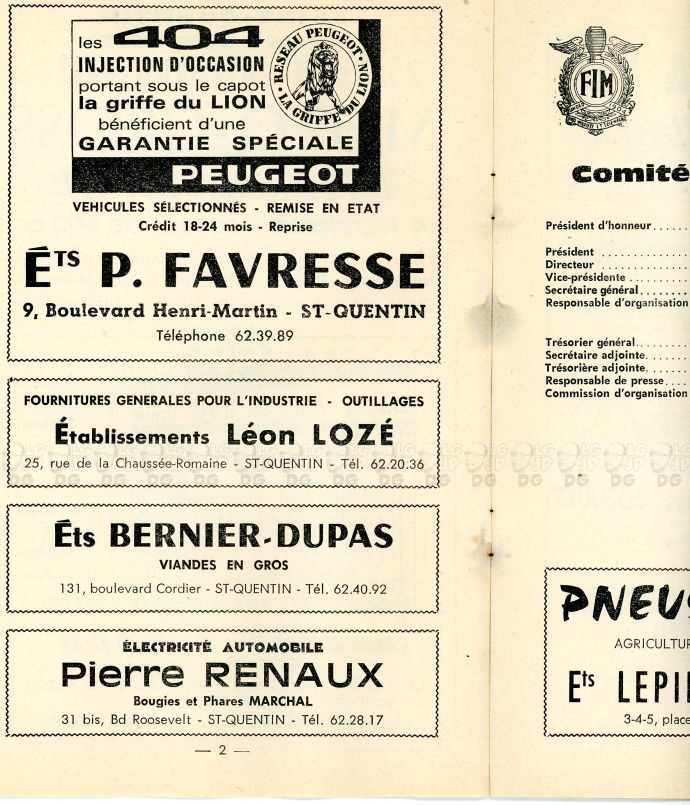 les 404
INJECTION D'OCCASION
portant sous le capot
la griffe du LION
bénéficient d'une
GARANTIE SPÉCIALE
PEUGEOT
RESEAU PEUGEOT • NON
LA GRIFFE DU LION
VEHICULES SÉLECTIONNÉS - REMISE EN ETAT
Crédit 18-24 mois - Reprise
ÉTS P. FAVRESSE
9, Boulevard Henri-Martin - ST-QUENTIN
Téléphone 62.39.89
FOURNITURES GENERALES POUR L'INDUSTRIE - OUTILLAGES
Établissements Léon LOZÉ
25, rue de la Chaussée-Romaine - ST-QUENTIN - Tél. 62.20.36
Éts BERNIER-DUPAS
VIANDES EN GROS
131, boulevard Cordier - ST-QUENTIN - Tél. 62.40.92
ÉLECTRICITÉ AUTOMOBILE
Pierre RENAUX
Bougies et Phares MARCHAL
31 bis, Bd Roosevelt - ST-QUENTIN - Tél. 62.28.17
— 2 —
FIM
Comité
Président d'honneur......
Président ................
Directeur ................
Vice-présidente ..........
Secrétaire général........
Responsable d'organisation
Trésorier général.........
Secrétaire adjointe.......
Trésorière adjointe.......
Responsable de presse....
Commission d'organisation
PNEUS
AGRICULTUR
Ets LEPI
3-4-5, place